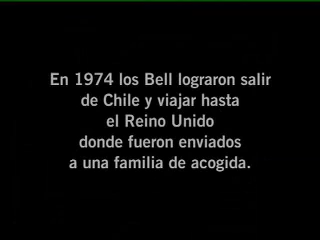 En 1974 los Bell lograron salir
de Chile y viajar hasta
el Reino Unido
donde fueron enviados
a una familia de acogida.